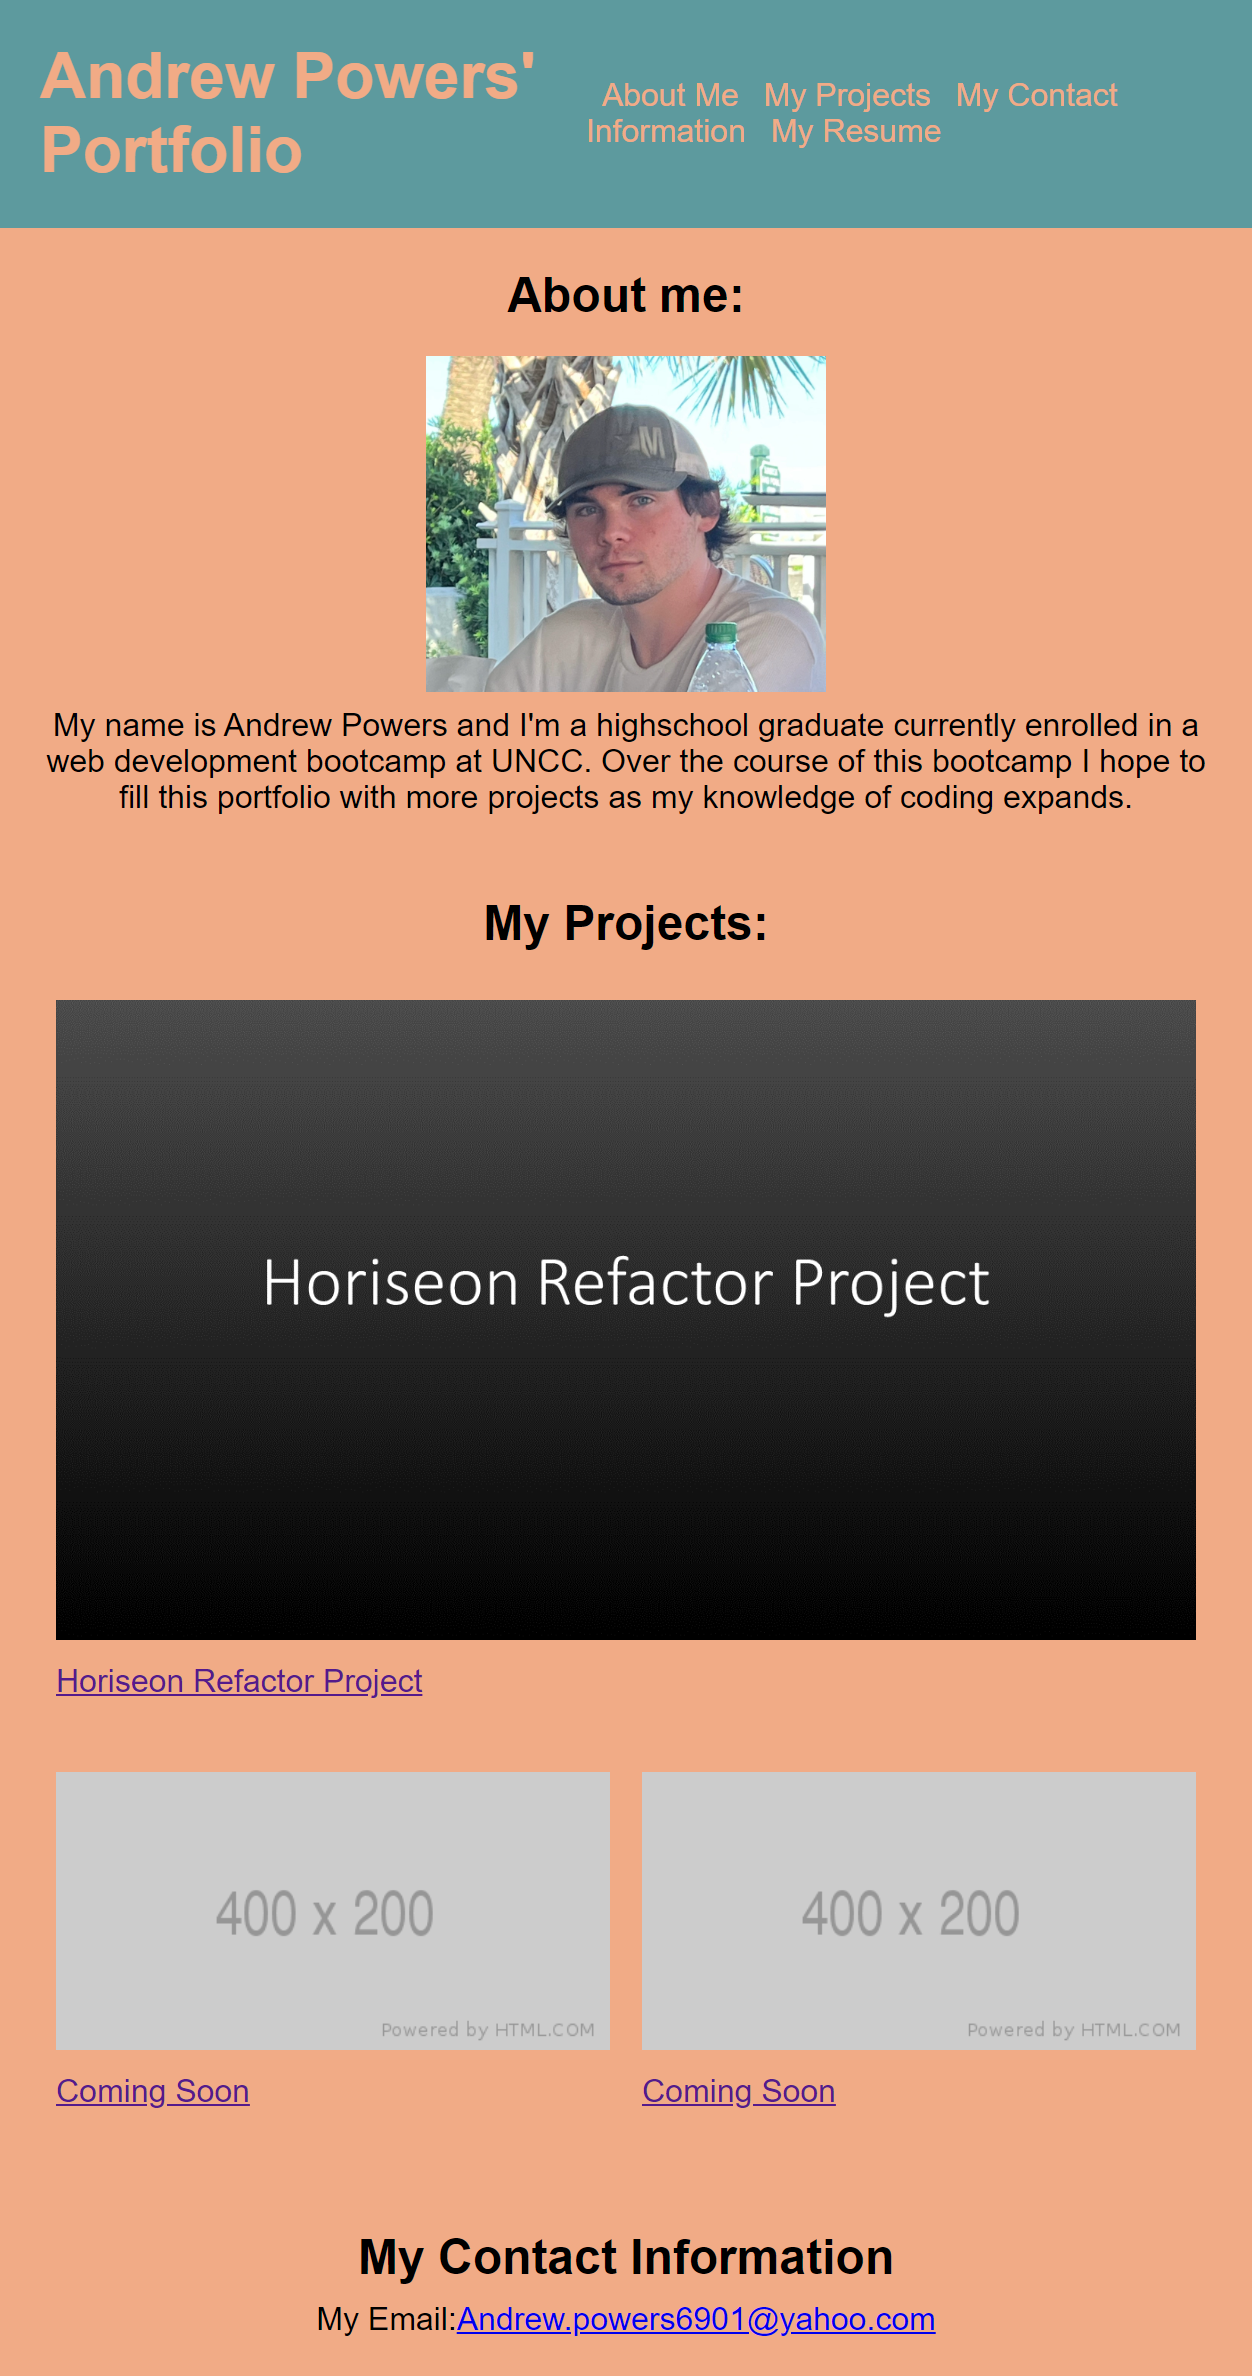 Andrew Powers'
Portfolio
About Me My Projects My Contact
Information My Resume
About me:
M
My name is Andrew Powers and I'm a highschool graduate currently enrolled in a
web development bootcamp at UNCC. Over the course of this bootcamp I hope to
fill this portfolio with more projects as my knowledge of coding expands.
My Projects:
Horiseon Refactor Project
Horiseon Refactor Project
400 x 200
Powered by HTML.COM
400 x 200
Powered by HTML.COM
Coming Soon
Coming Soon
My Contact Information
My Email:Andrew.powers6901@yahoo.com